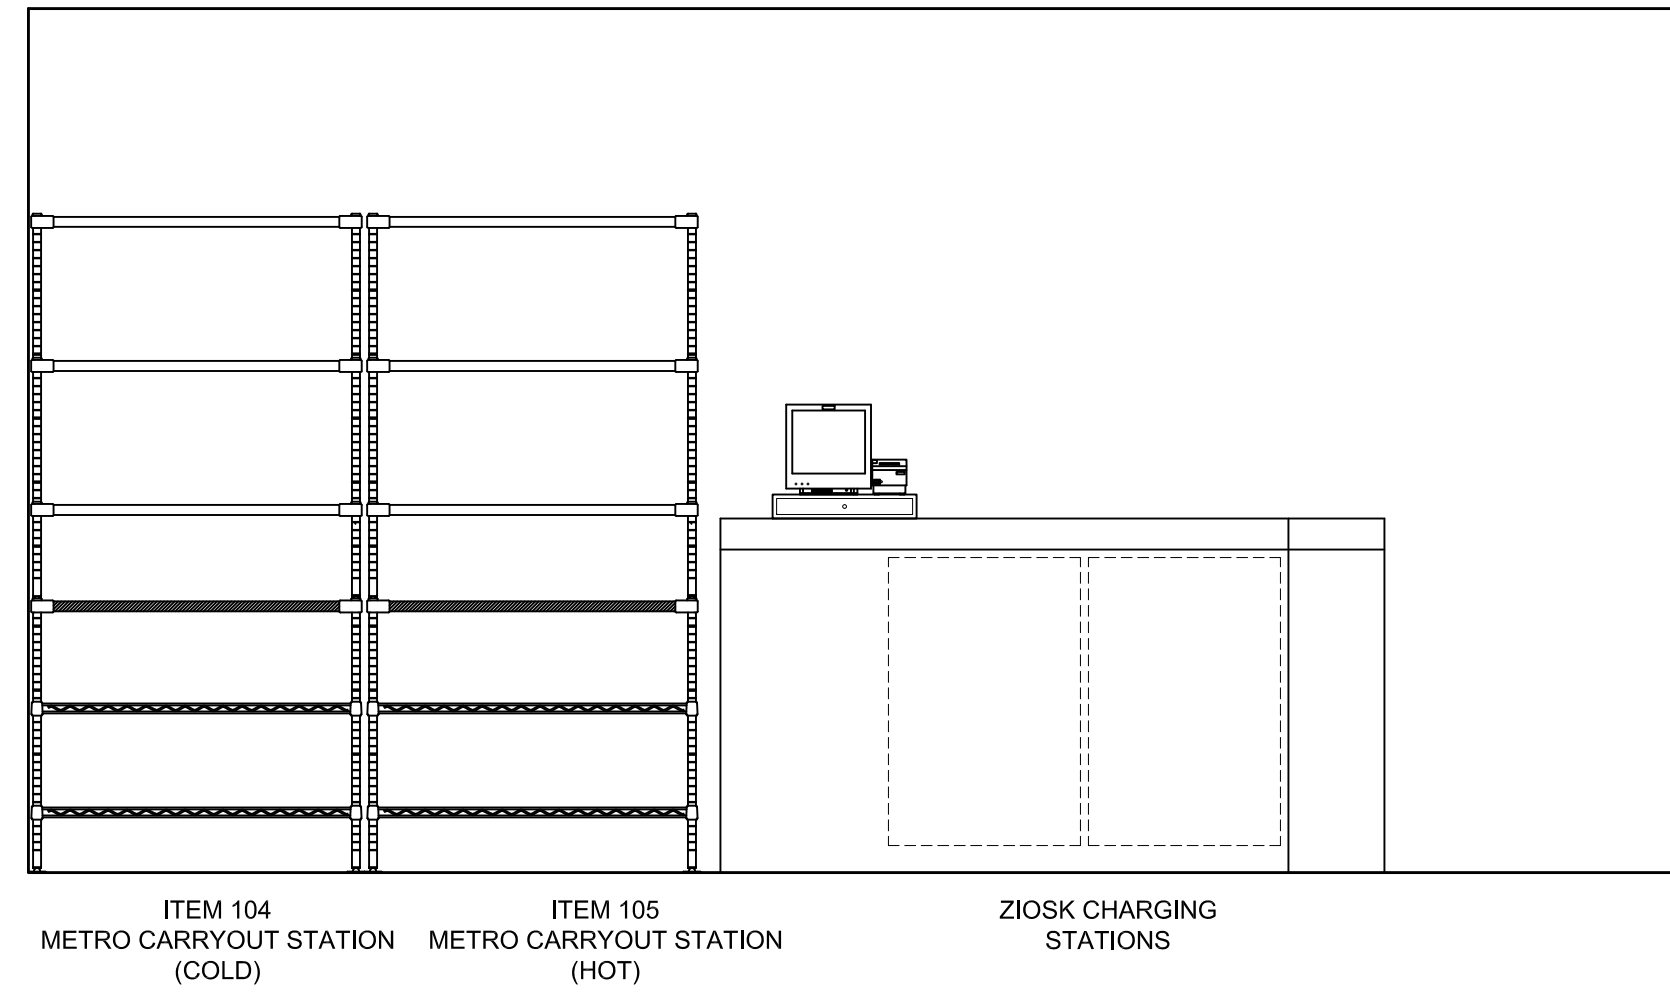 ITEM 104
METRO CARRYOUT STATION
(COLD)
ITEM 105
METRO CARRYOUT STATION
(HOT)
ZIOSK CHARGING
STATIONS